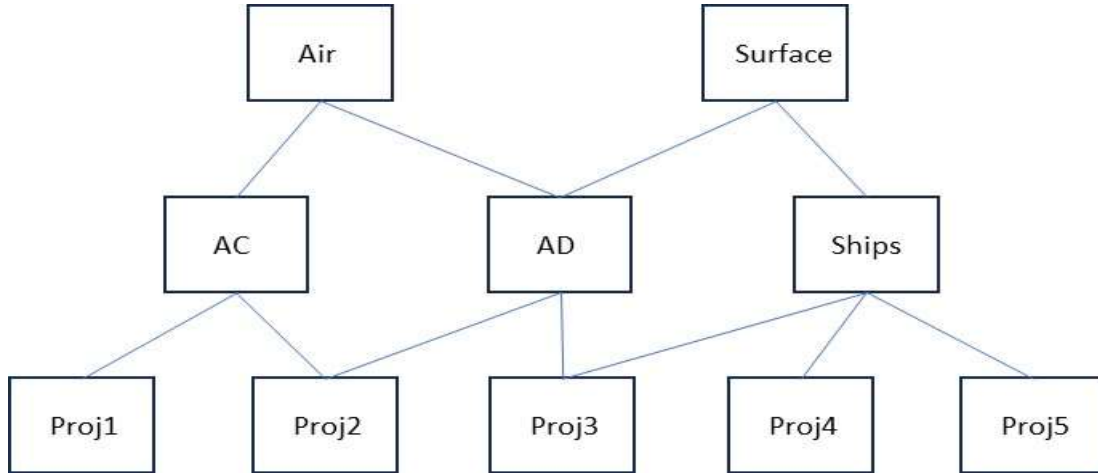 Air
Surface
AC
AD
Ships
Proj1
Proj2
Proj3
Proj4
Proj5